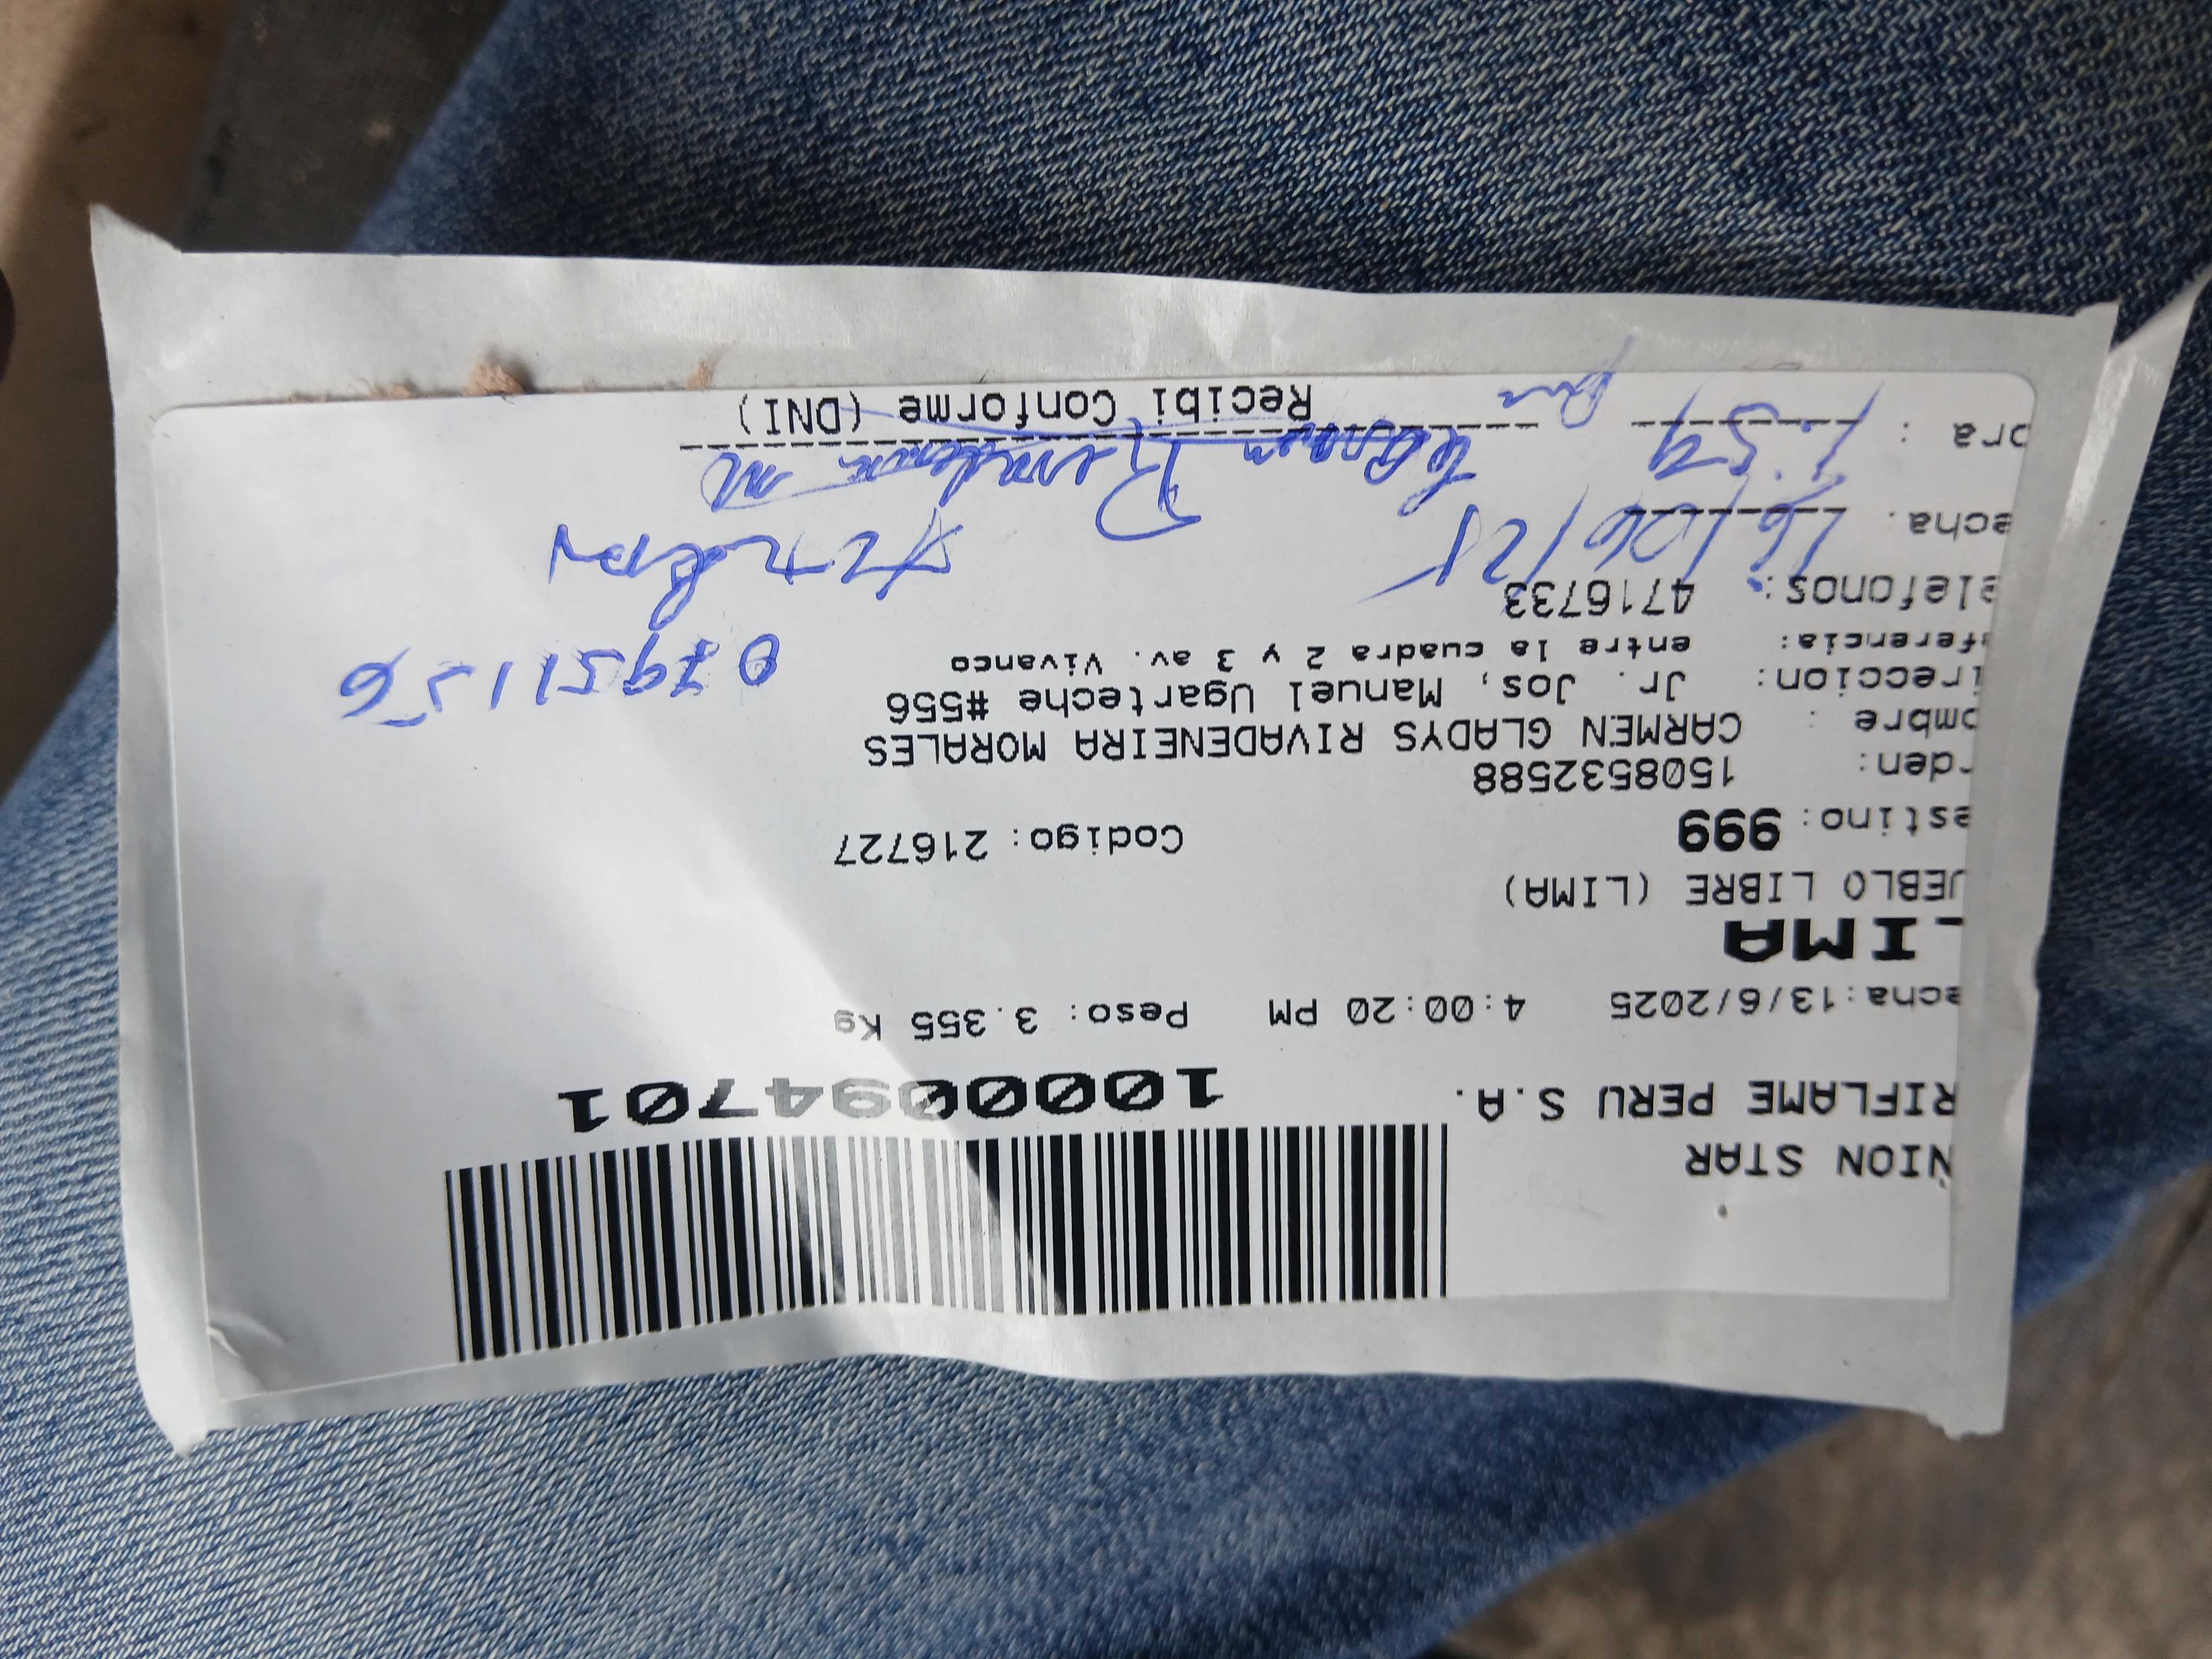 NION STAR
RIFLAME PERU S.A.
1000094701
echa:13/6/2025 4:00:20 PM Peso: 3.355 Kg
LIMA
UEBLO LIBRE (LIMA)
estino: 999 Codigo: 216727
rden: 1508532588
ombre : CARMEN GLADYS RIVADENEIRA MORALES
ireccion: Jr. Jos, Manuel Ugarteche #556
ferencia: entre la cuadra 2 y 3 av. Vivanco
elefonos: 4716733
07951156
echa. 16/06/25
ora : 1:59
Recibi Conforme (DNI)